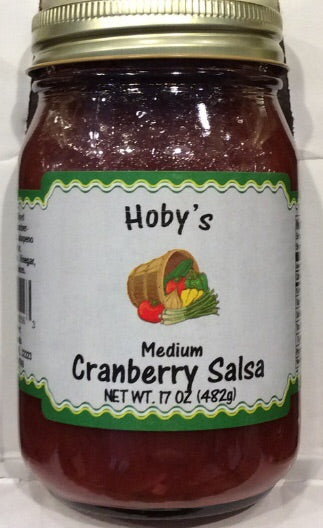 Hoby's
Medium
Cranberry Salsa
NET WT. 17 OZ (482g)